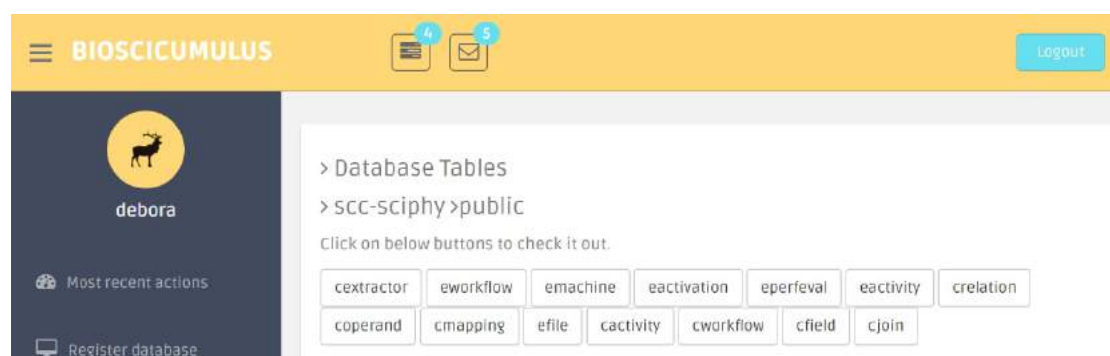 BIOSCICUMULUS
4
5
Logout
debora
Most recent actions
Register database
> Database Tables
> scc-sciphy >public
Click on below buttons to check it out.
cextractor eworkflow emachine eactivation eperfeval eactivity crelation
coperand cmapping efile cactivity cworkflow cfield cjoin